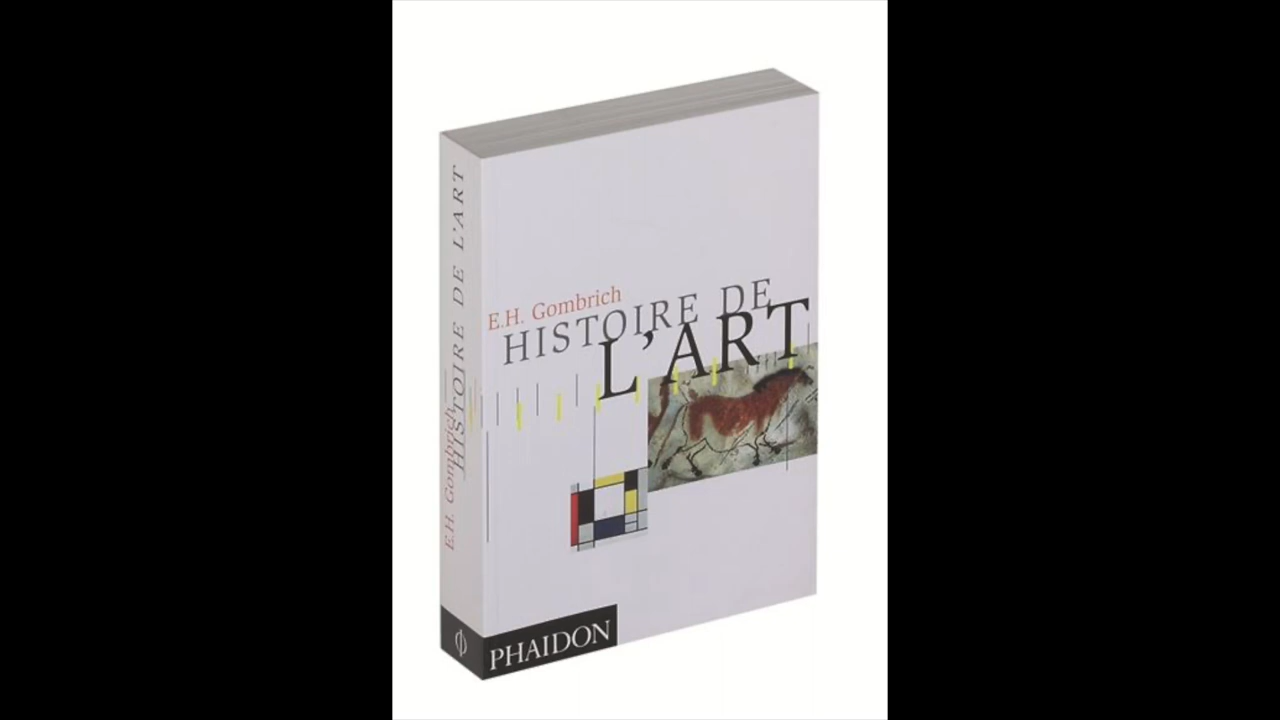 E.H. Gombrich
HISTOIRE DE
L'ART
PHAIDON
E.H. Gombrich
HISTOIRE DE L'ART